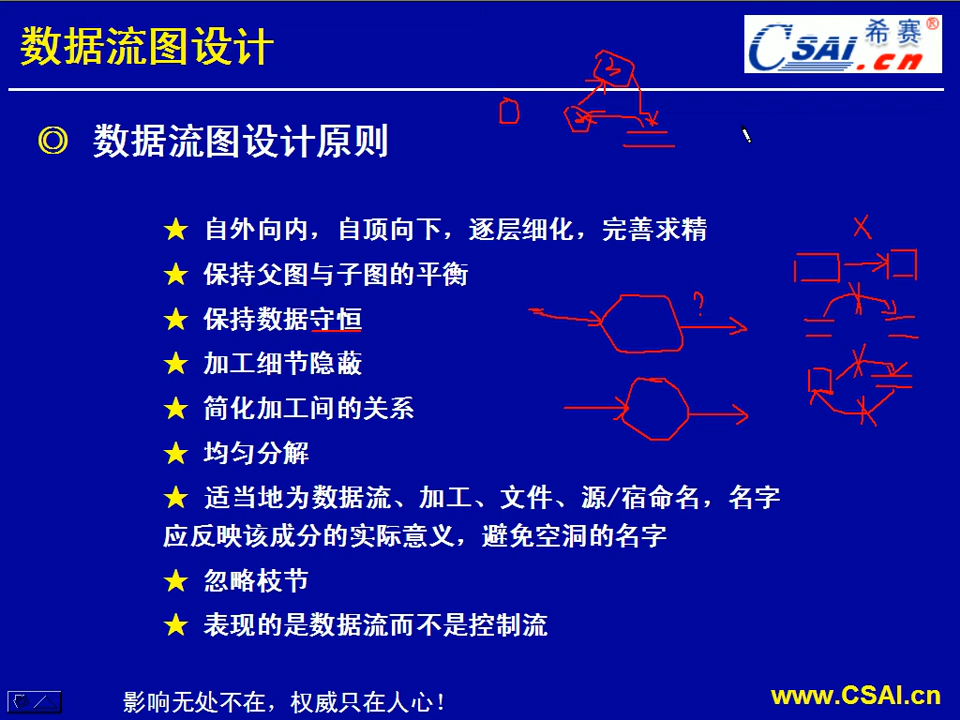 数据流图设计
CSAI.cn 希赛®
◎ 数据流图设计原则
3
★ 自外向内，自顶向下，逐层细化，完善求精
★ 保持父图与子图的平衡
★ 保持数据守恒
?
★ 加工细节隐蔽
★ 简化加工间的关系
★ 均匀分解
★ 适当地为数据流、加工、文件、源/宿命名，名字
应反映该成分的实际意义，避免空洞的名字
★ 忽略枝节
★ 表现的是数据流而不是控制流
影响无处不在，权威只在人心！
www.CSAI.cn